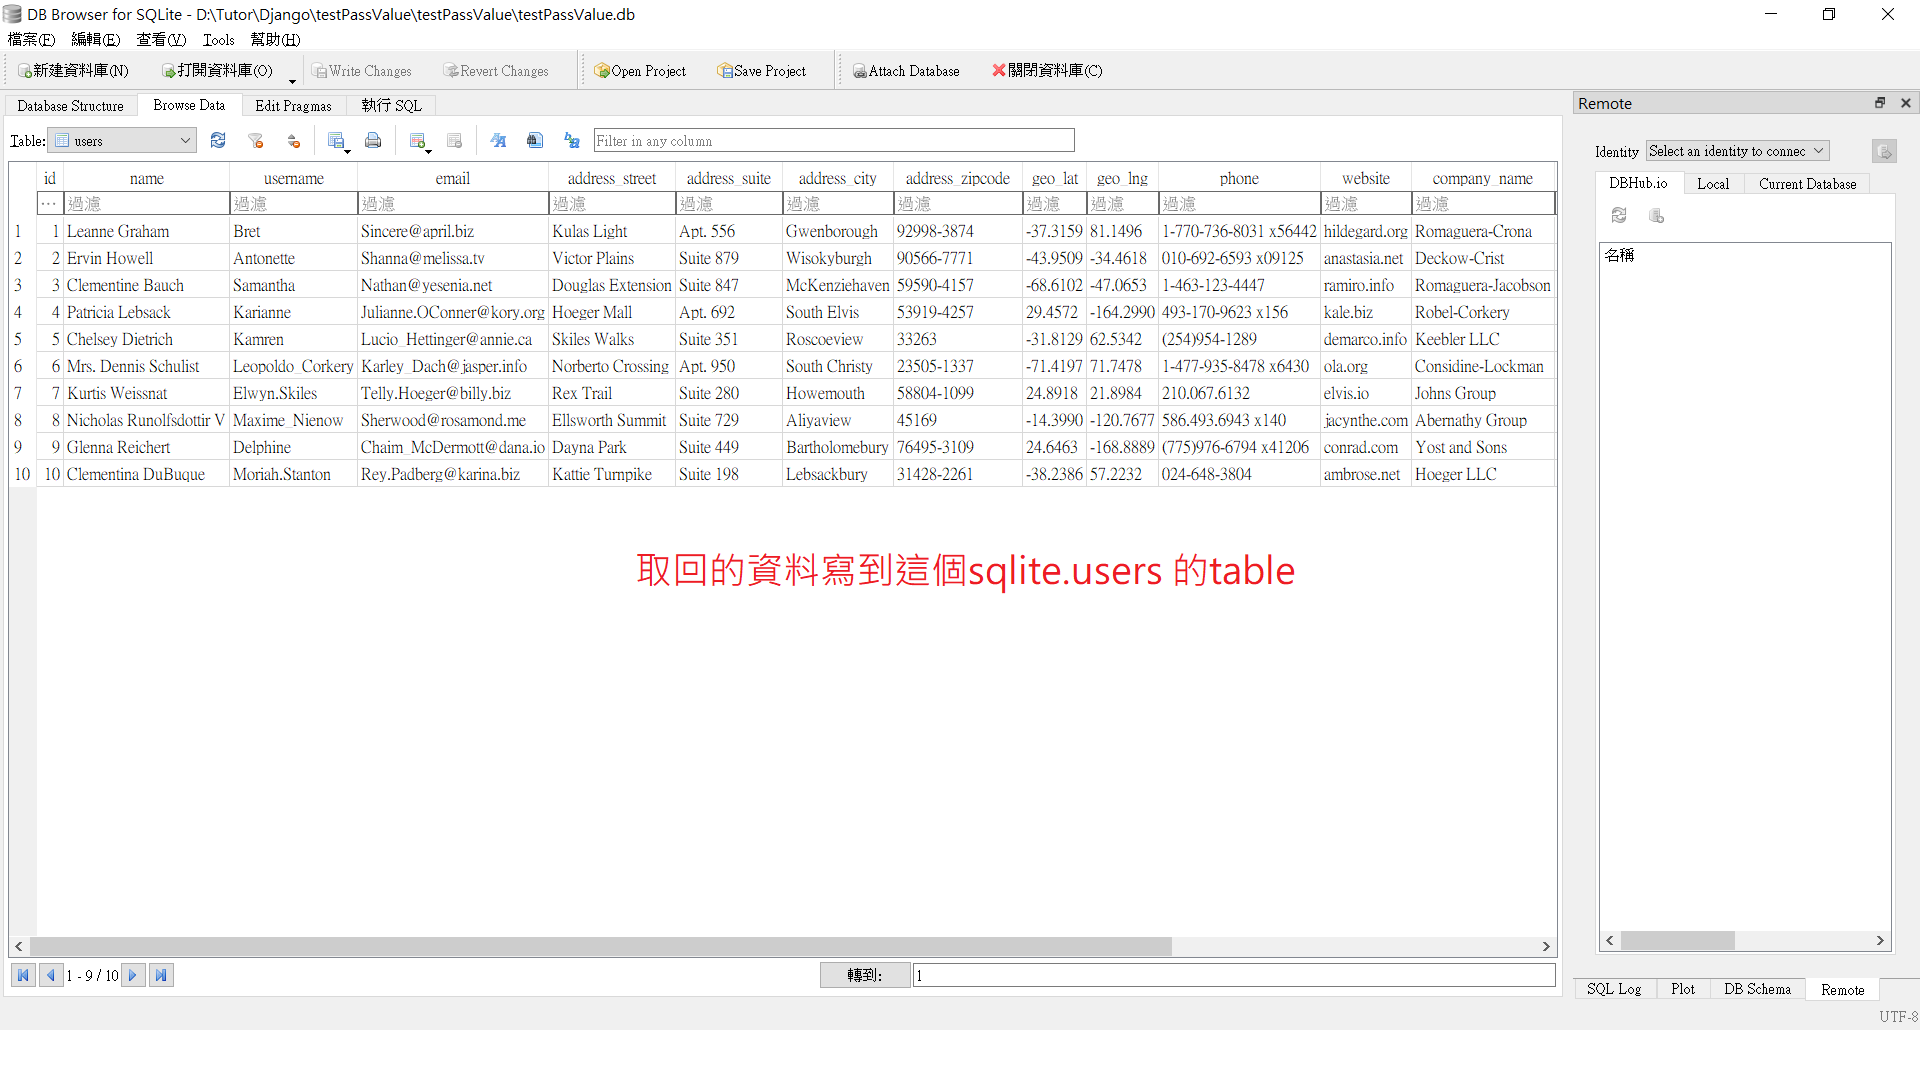 DB Browser for SQLite - D:\Tutor\Django\testPassValue\testPassValue\testPassValue.db
檔案(F) 編輯(E) 查看(V) Tools 幫助(H)
新建資料庫(N) 打開資料庫(O) Write Changes Revert Changes Open Project Save Project Attach Database 關閉資料庫(C)
Database Structure Browse Data Edit Pragmas 執行 SQL
Table: users Filter in any column
id name username email address_street address_suite address_city address_zipcode geo_lat geo_lng phone website company_name
... 過濾 過濾 過濾 過濾 過濾 過濾 過濾 過濾 過濾 過濾 過濾 過濾
1 1 Leanne Graham Bret Sincere@april.biz Kulas Light Apt. 556 Gwenborough 92998-3874 -37.3159 81.1496 1-770-736-8031 x56442 hildegard.org Romaguera-Crona
2 2 Ervin Howell Antonette Shanna@melissa.tv Victor Plains Suite 879 Wisokyburgh 90566-7771 -43.9509 -34.4618 010-692-6593 x09125 anastasia.net Deckow-Crist
3 3 Clementine Bauch Samantha Nathan@yesenia.net Douglas Extension Suite 847 McKenziehaven 59590-4157 -68.6102 -47.0653 1-463-123-4447 ramiro.info Romaguera-Jacobson
4 4 Patricia Lebsack Karianne Julianne.OConner@kory.org Hoeger Mall Apt. 692 South Elvis 53919-4257 29.4572 -164.2990 493-170-9623 x156 kale.biz Robel-Corkery
5 5 Chelsey Dietrich Kamren Lucio_Hettinger@annie.ca Skiles Walks Suite 351 Roscoeview 33263 -31.8129 62.5342 (254)954-1289 demarco.info Keebler LLC
6 6 Mrs. Dennis Schulist Leopoldo_Corkery Karley_Dach@jasper.info Norberto Crossing Apt. 950 South Christy 23505-1337 -71.4197 71.7478 1-477-935-8478 x6430 ola.org Considine-Lockman
7 7 Kurtis Weissnat Elwyn.Skiles Telly.Hoeger@billy.biz Rex Trail Suite 280 Howemouth 58804-1099 24.8918 21.8984 210.067.6132 elvis.io Johns Group
8 8 Nicholas Runolfsdottir V Maxime_Nienow Sherwood@rosamond.me Ellsworth Summit Suite 729 Aliyaview 45169 -14.3990 -120.7677 586.493.6943 x140 jacynthe.com Abernathy Group
9 9 Glenna Reichert Delphine Chaim_McDermott@dana.io Dayna Park Suite 449 Bartholomebury 76495-3109 24.6463 -168.8889 (775)976-6794 x41206 conrad.com Yost and Sons
10 10 Clementina DuBuque Moriah.Stanton Rey.Padberg@karina.biz Kattie Turnpike Suite 198 Lebsackbury 31428-2261 -38.2386 57.2232 024-648-3804 ambrose.net Hoeger LLC
取回的資料寫到這個sqlite.users 的table
1 - 9 / 10 轉到: 1
Remote
Identity Select an identity to connec
DBHub.io Local Current Database
名稱
SQL Log Plot DB Schema Remote
UTF-8